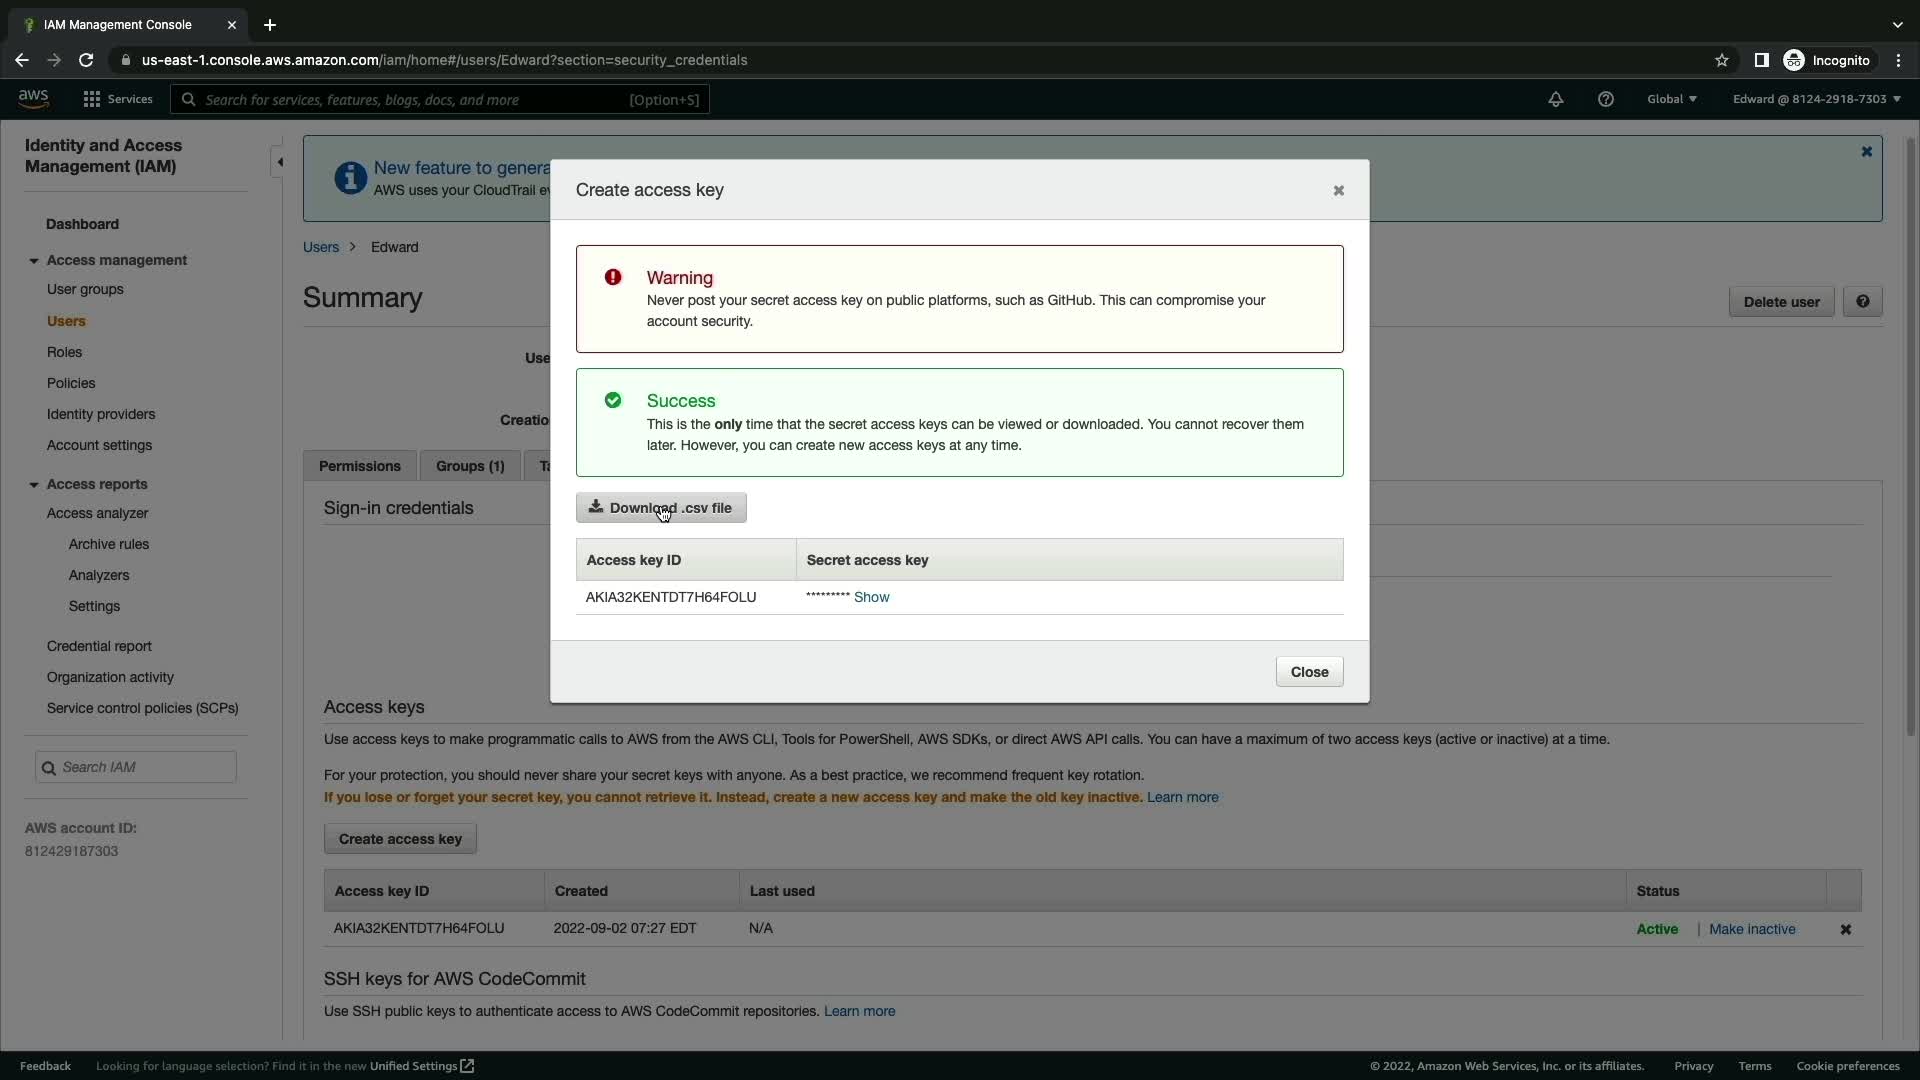 IAM Management Console
us-east-1.console.aws.amazon.com/iam/home#/users/Edward?section=security_credentials
Incognito
aws
Services
Search for services, features, blogs, docs, and more
[Option+S]
Global
Edward @ 8124-2918-7303
Identity and Access
Management (IAM)
Dashboard
Access management
User groups
Users
Roles
Policies
Identity providers
Account settings
Access reports
Access analyzer
Archive rules
Analyzers
Settings
Credential report
Organization activity
Service control policies (SCPs)
Search IAM
AWS account ID:
812429187303
New feature to genera
AWS uses your CloudTrail ev
Users > Edward
Summary
Delete user
Use
Creatio
Permissions
Groups (1)
Ta
Sign-in credentials
Create access key
Warning
Never post your secret access key on public platforms, such as GitHub. This can compromise your
account security.
Success
This is the only time that the secret access keys can be viewed or downloaded. You cannot recover them
later. However, you can create new access keys at any time.
Download .csv file
Access key ID
Secret access key
AKIA32KENTDT7H64FOLU
********* Show
Close
Access keys
Use access keys to make programmatic calls to AWS from the AWS CLI, Tools for PowerShell, AWS SDKs, or direct AWS API calls. You can have a maximum of two access keys (active or inactive) at a time.
For your protection, you should never share your secret keys with anyone. As a best practice, we recommend frequent key rotation.
If you lose or forget your secret key, you cannot retrieve it. Instead, create a new access key and make the old key inactive. Learn more
Create access key
Access key ID
Created
Last used
Status
AKIA32KENTDT7H64FOLU
2022-09-02 07:27 EDT
N/A
Active | Make inactive
SSH keys for AWS CodeCommit
Use SSH public keys to authenticate access to AWS CodeCommit repositories. Learn more
Feedback
Looking for language selection? Find it in the new Unified Settings
© 2022, Amazon Web Services, Inc. or its affiliates.
Privacy
Terms
Cookie preferences